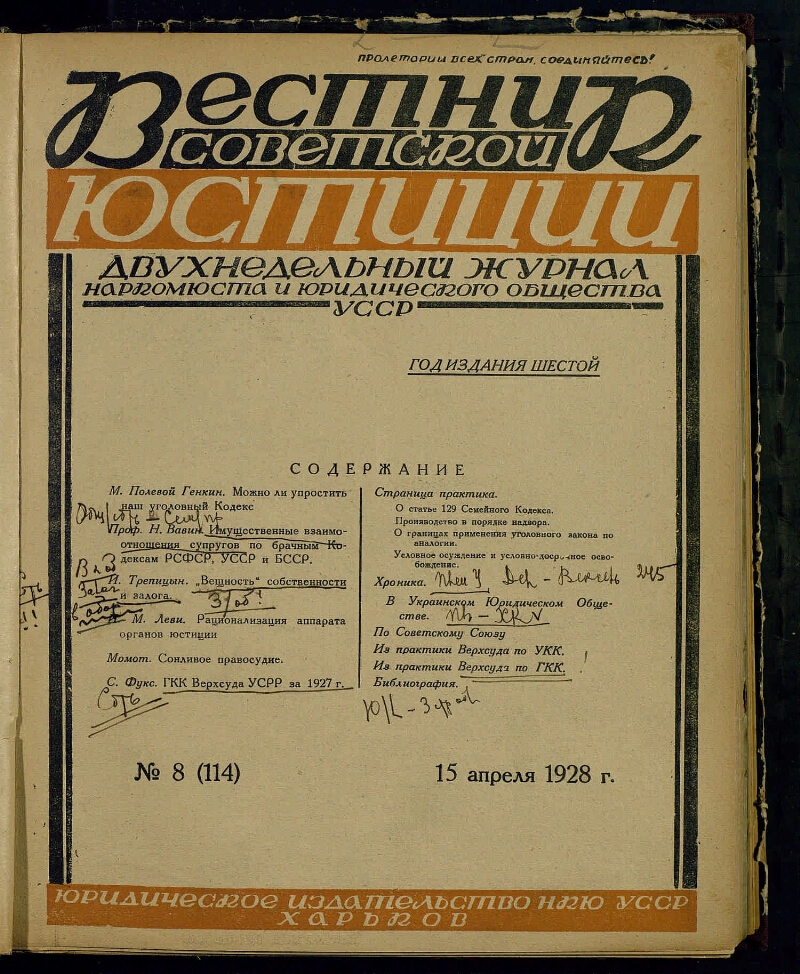 пролетарии всех стран, соединяйтесь!
Вестник
советской
юстиции
двухнедельный журнал
наркомюста и юридического общества
УССР
ГОД ИЗДАНИЯ ШЕСТОЙ
СОДЕРЖАНИЕ
М. Полевой Генкин. Можно ли упростить
наш уголовный Кодекс
Проф. Н. Вавин. Имущественные взаимо-
отношения супругов по брачным Ко-
дексам РСФСР, УССР и БССР.
И. Трепицын. „Вещность" собственности
и залога.
М. Леви. Рационализация аппарата
органов юстиции
Момот. Сонливое правосудие.
С. Фукс. ГКК Верхсуда УСРР за 1927 г.
Страница практика.
О статье 129 Семейного Кодекса.
Производство в порядке надзора.
О границах применения уголовного закона по
аналогии.
Условное осуждение и условно-досрочное осво-
бождение.
Хроника.
245
В Украинском Юридическом Обще-
стве.
По Советскому Союзу
Из практики Верхсуда по УКК.
Из практики Верхсуда по ГКК.
Библиография.
№ 8 (114)
15 апреля 1928 г.
юридическое издательство нкю УССР
харьков